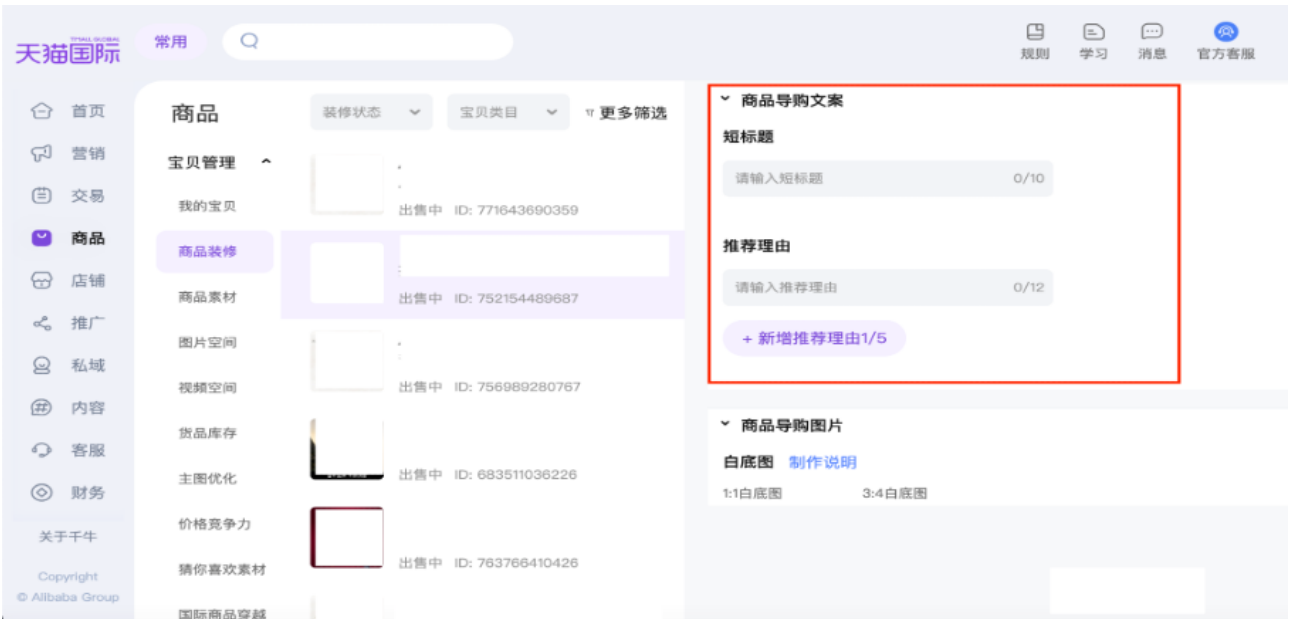 天猫国际
TMALL GLOBAL
常用
规则
学习
消息
官方客服
首页
营销
交易
商品
店铺
推广
私域
内容
客服
财务
关于千牛
Copyright
© Alibaba Group
商品
宝贝管理
我的宝贝
商品装修
商品素材
图片空间
视频空间
货品库存
主图优化
价格竞争力
猜你喜欢素材
国际商品穿越
装修状态
宝贝类目
更多筛选
出售中 ID: 771643690359
出售中 ID: 752154489687
出售中 ID: 756989280767
出售中 ID: 683511036226
出售中 ID: 763766410426
商品导购文案
短标题
请输入短标题 0/10
推荐理由
请输入推荐理由 0/12
+ 新增推荐理由1/5
商品导购图片
白底图 制作说明
1:1白底图 3:4白底图